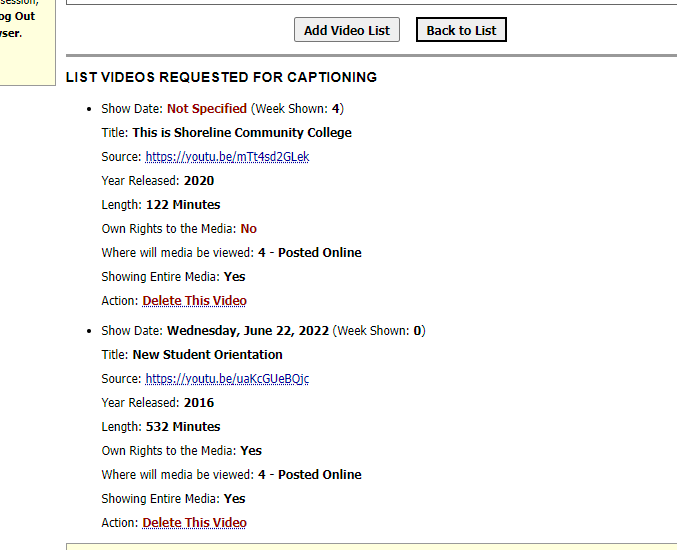 session,
og Out
wser.
Add Video List Back to List
LIST VIDEOS REQUESTED FOR CAPTIONING
Show Date: Not Specified (Week Shown: 4)
Title: This is Shoreline Community College
Source: https://youtu.be/mTt4sd2GLek
Year Released: 2020
Length: 122 Minutes
Own Rights to the Media: No
Where will media be viewed: 4 - Posted Online
Showing Entire Media: Yes
Action: Delete This Video
Show Date: Wednesday, June 22, 2022 (Week Shown: 0)
Title: New Student Orientation
Source: https://youtu.be/uaKcGUeBQjc
Year Released: 2016
Length: 532 Minutes
Own Rights to the Media: Yes
Where will media be viewed: 4 - Posted Online
Showing Entire Media: Yes
Action: Delete This Video